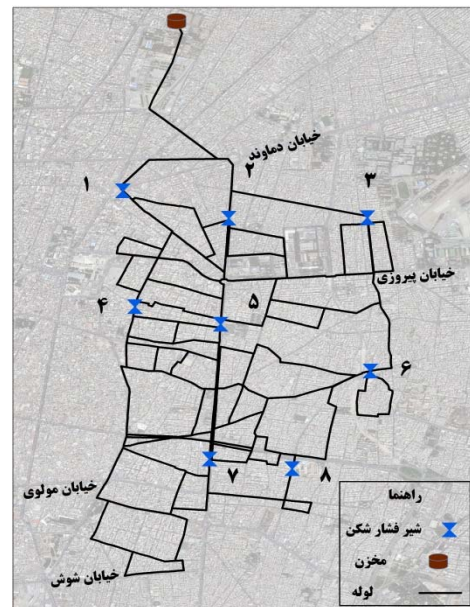 خیابان دماوند
۱
۲
۳
خیابان پیروزی
۴
۵
۶
۷
۸
خیابان مولوی
خیابان شوش
راهنما
شیر فشار شکن
مخزن
لوله